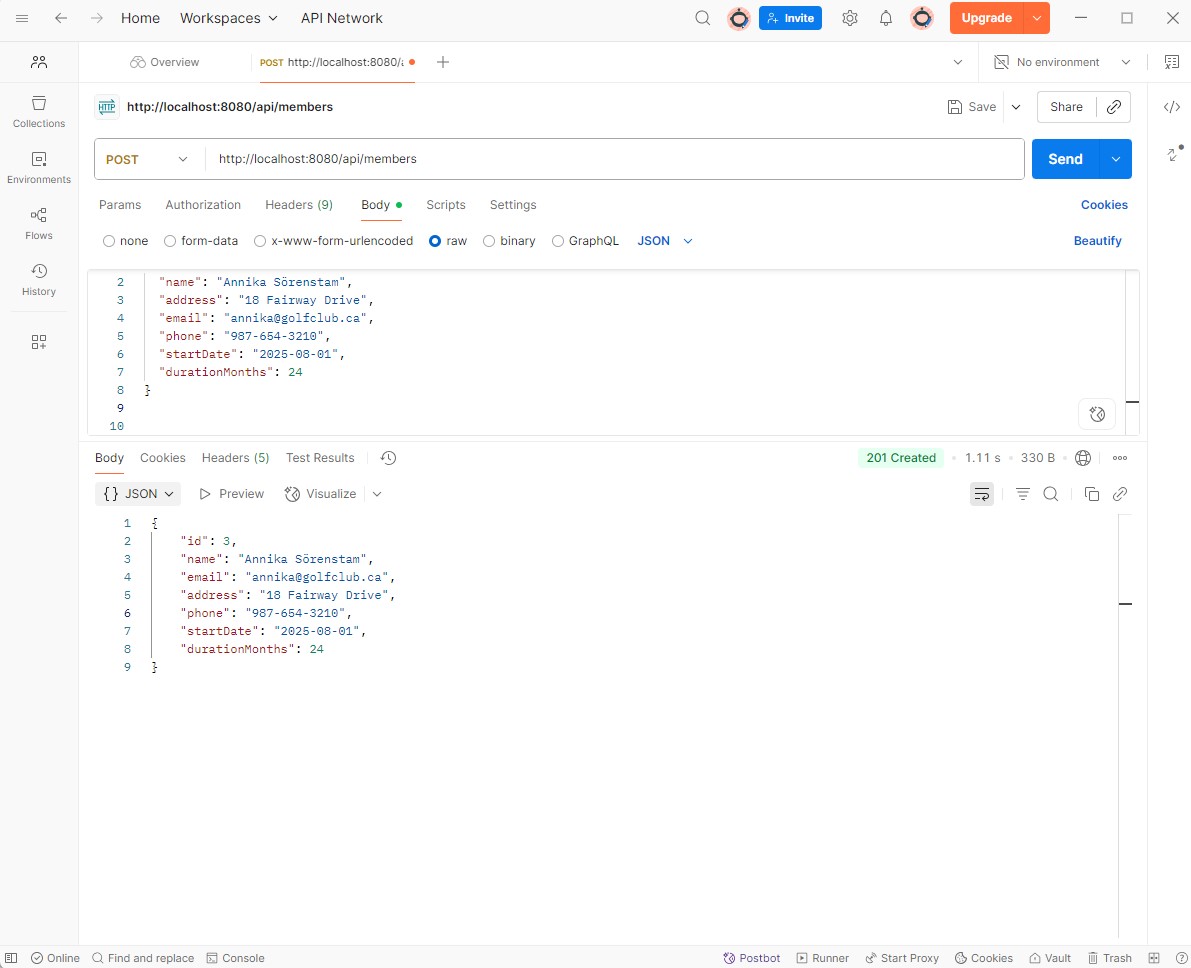 Home Workspaces API Network Invite Upgrade
Overview POST http://localhost:8080/a No environment
HTTP http://localhost:8080/api/members Save Share
Collections
POST http://localhost:8080/api/members Send
Environments
Params Authorization Headers (9) Body Scripts Settings Cookies
Flows
none form-data x-www-form-urlencoded raw binary GraphQL JSON Beautify
History
2 "name": "Annika Sörenstam",
3 "address": "18 Fairway Drive",
4 "email": "annika@golfclub.ca",
5 "phone": "987-654-3210",
6 "startDate": "2025-08-01",
7 "durationMonths": 24
8 }
9
10
Body Cookies Headers (5) Test Results 201 Created 1.11 s 330 B
{} JSON Preview Visualize
1 {
2 "id": 3,
3 "name": "Annika Sörenstam",
4 "email": "annika@golfclub.ca",
5 "address": "18 Fairway Drive",
6 "phone": "987-654-3210",
7 "startDate": "2025-08-01",
8 "durationMonths": 24
9 }
Online Find and replace Console Postbot Runner Start Proxy Cookies Vault Trash